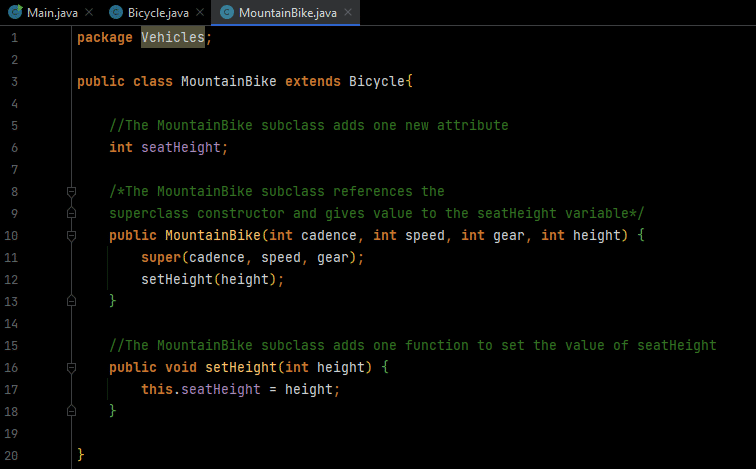 Main.java Bicycle.java MountainBike.java
1 package Vehicles;
2
3 public class MountainBike extends Bicycle{
4
5 //The MountainBike subclass adds one new attribute
6 int seatHeight;
7
8 /*The MountainBike subclass references the
9 superclass constructor and gives value to the seatHeight variable*/
10 public MountainBike(int cadence, int speed, int gear, int height) {
11 super(cadence, speed, gear);
12 setHeight(height);
13 }
14
15 //The MountainBike subclass adds one function to set the value of seatHeight
16 public void setHeight(int height) {
17 this.seatHeight = height;
18 }
19
20 }